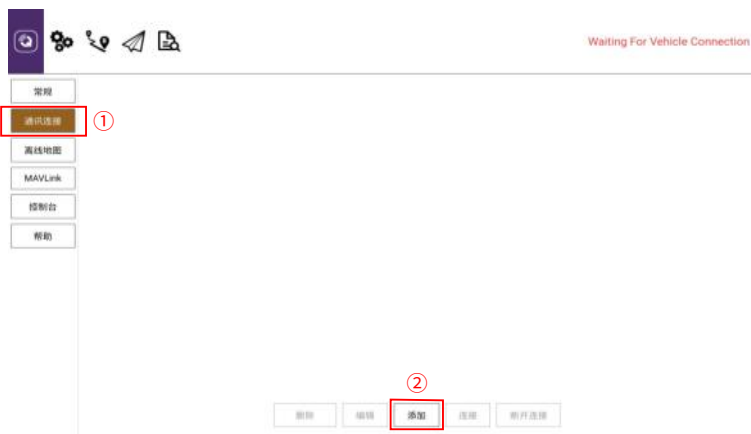 Waiting For Vehicle Connection
常规
通讯连接
①
离线地图
MAVLink
控制台
帮助
②
删除
编辑
添加
连接
断开连接